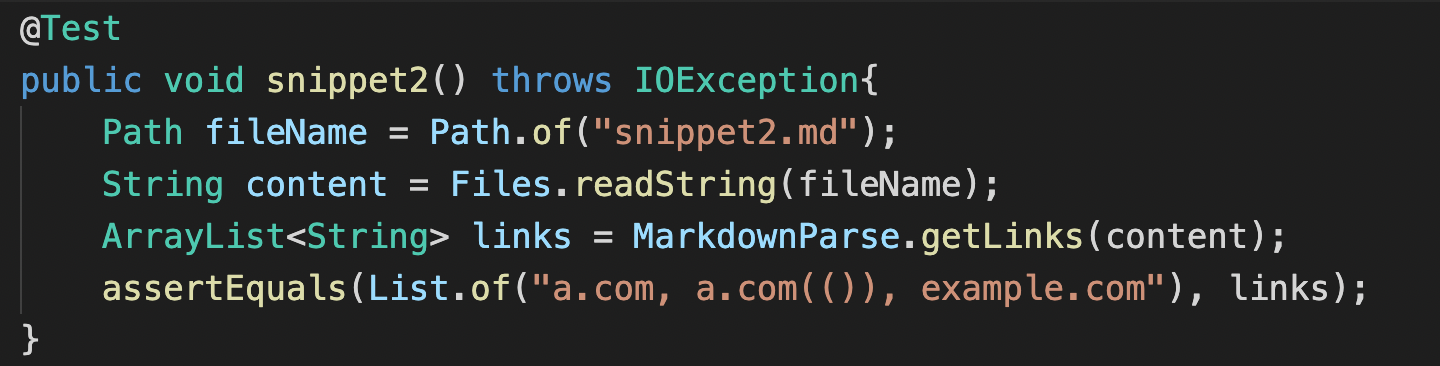 @Test
public void snippet2() throws IOException{
    Path fileName = Path.of("snippet2.md");
    String content = Files.readString(fileName);
    ArrayList<String> links = MarkdownParse.getLinks(content);
    assertEquals(List.of("a.com, a.com(()), example.com"), links);
}